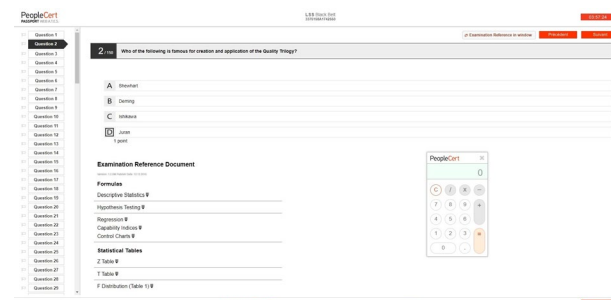 PeopleCert
LSS Black Belt
03:57:24
Examination Reference in window
Précédent
Suivant
Question 1
Question 2
Question 3
Question 4
Question 5
Question 6
Question 7
Question 8
Question 9
Question 10
Question 11
Question 12
Question 13
Question 14
Question 15
Question 16
Question 17
Question 18
Question 19
Question 20
Question 21
Question 22
Question 23
Question 24
Question 25
Question 26
Question 27
Question 28
Question 29
2 /150 Who of the following is famous for creation and application of the Quality Trilogy?
A Shewhart
B Deming
C Ishikawa
D Juran
1 point
Examination Reference Document
Formulas
Descriptive Statistics
Hypothesis Testing
Regression
Capability Indices
Control Charts
Statistical Tables
Z Table
T Table
F Distribution (Table 1)
PeopleCert ×
0
C / X −
7 8 9 +
4 5 6
1 2 3 =
0 .